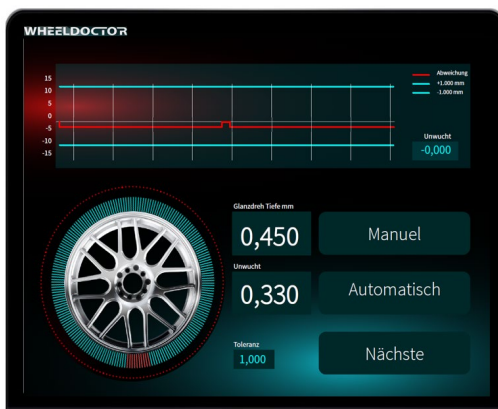 WHEELDOCTOR
15
10
5
0
-5
-10
-15
Abweichung
+1.000 mm
-1.000 mm
Unwucht
-0,000
Glanzdreh Tiefe mm
0,450
Manuel
Unwucht
0,330
Automatisch
Toleranz
1,000
Nächste